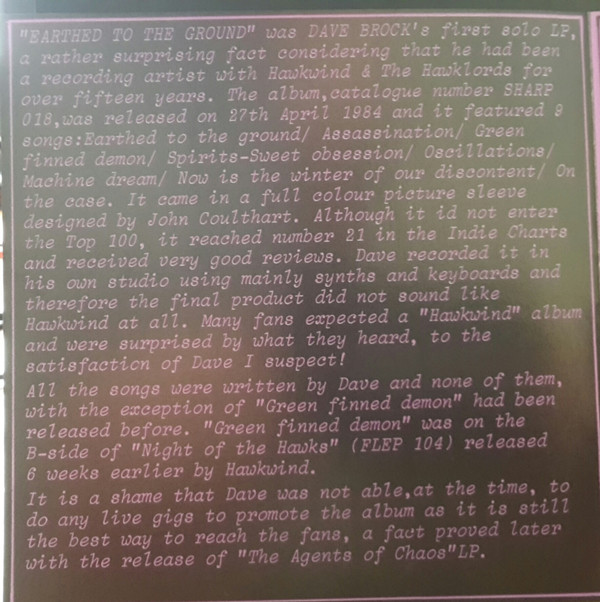 "EARTHED TO THE GROUND" was DAVE BROCK's first solo LP,
a rather surprising fact considering that he had been
a recording artist with Hawkwind & The Hawklords for
over fifteen years. The album,catalogue number SHARP
018,was released on 27th April 1984 and it featured 9
songs:Earthed to the ground/ Assassination/ Green
finned demon/ Spirits-Sweet obsession/ Oscillations/
Machine dream/ Now is the winter of our discontent/ On
the case. It came in a full colour picture sleeve
designed by John Coulthart. Although it id not enter
the Top 100, it reached number 21 in the Indie Charts
and received very good reviews. Dave recorded it in
his own studio using mainly synths and keyboards and
therefore the final product did not sound like
Hawkwind at all. Many fans expected a "Hawkwind" album
and were surprised by what they heard, to the
satisfaction of Dave I suspect!
All the songs were written by Dave and none of them,
with the exception of "Green finned demon" had been
released before. "Green finned demon" was on the
B-side of "Night of the Hawks" (FLEP 104) released
6 weeks earlier by Hawkwind.
It is a shame that Dave was not able,at the time, to
do any live gigs to promote the album as it is still
the best way to reach the fans, a fact proved later
with the release of "The Agents of Chaos"LP.